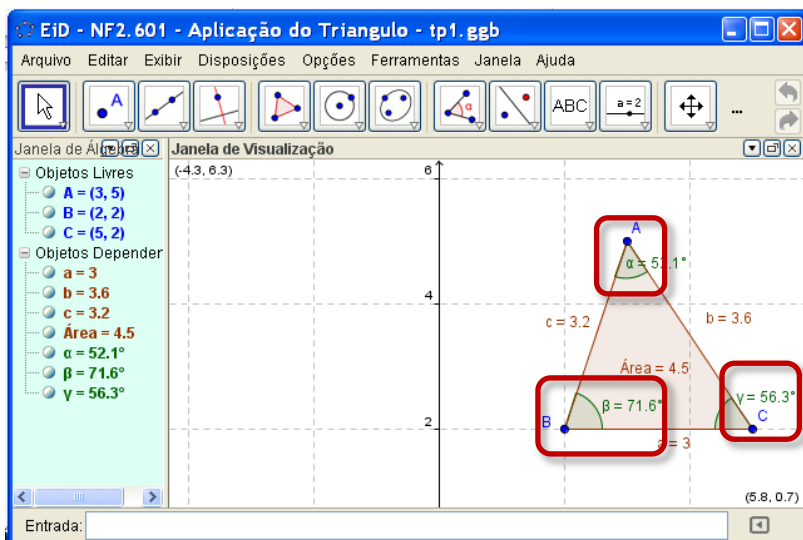 EiD - NF2.601 - Aplicação do Triangulo - tp1.ggb
Arquivo Editar Exibir Disposições Opções Ferramentas Janela Ajuda
A
α
ABC
a=2
...
Janela de Álgebra
Janela de Visualização
Objetos Livres
A = (3, 5)
B = (2, 2)
C = (5, 2)
Objetos Depender
a = 3
b = 3.6
c = 3.2
Área = 4.5
α = 52.1°
β = 71.6°
γ = 56.3°
(-4.3, 6.3)
6
A
α = 52.1°
4
c = 3.2
b = 3.6
Área = 4.5
γ = 56.3°
β = 71.6°
B
C
2
a = 3
(5.8, 0.7)
Entrada: